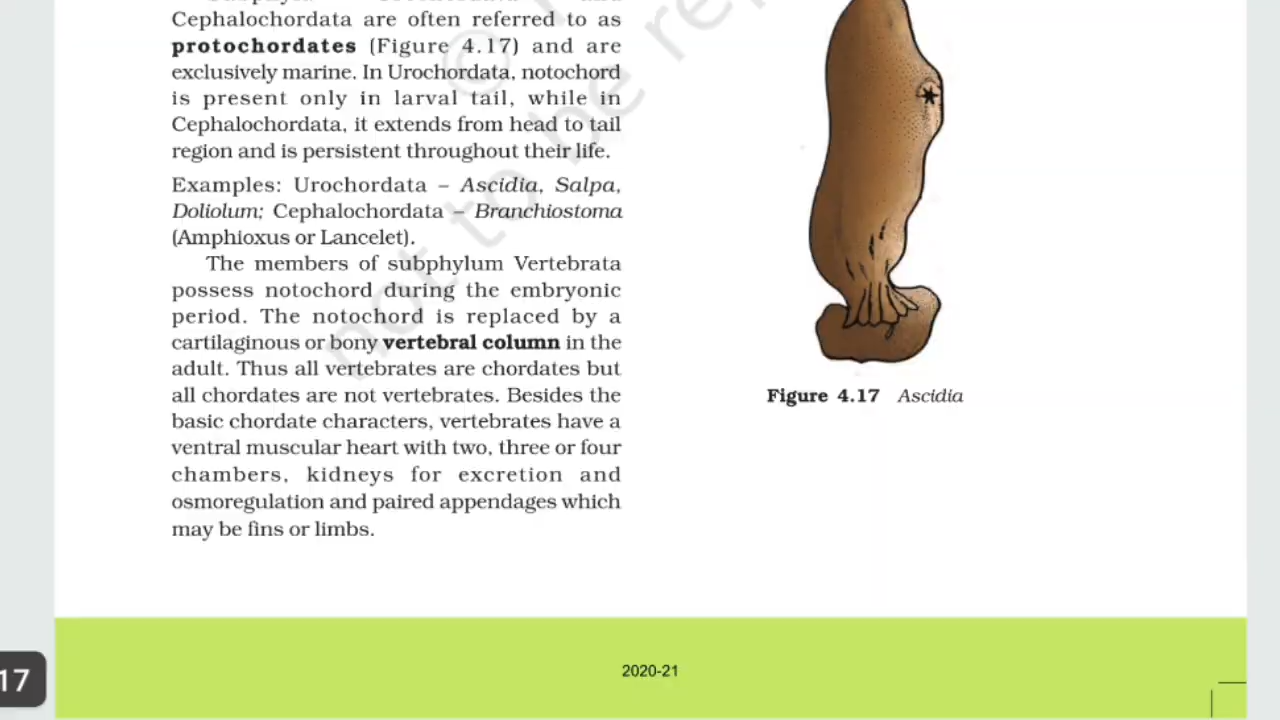 Cephalochordata are often referred to as
protochordates (Figure 4.17) and are
exclusively marine. In Urochordata, notochord
is present only in larval tail, while in
Cephalochordata, it extends from head to tail
region and is persistent throughout their life.
Examples: Urochordata – Ascidia, Salpa,
Doliolum; Cephalochordata – Branchiostoma
(Amphioxus or Lancelet).
The members of subphylum Vertebrata
possess notochord during the embryonic
period. The notochord is replaced by a
cartilaginous or bony vertebral column in the
adult. Thus all vertebrates are chordates but
all chordates are not vertebrates. Besides the
basic chordate characters, vertebrates have a
ventral muscular heart with two, three or four
chambers, kidneys for excretion and
osmoregulation and paired appendages which
may be fins or limbs.
Figure 4.17 Ascidia
not to be re
©
2020-21
17